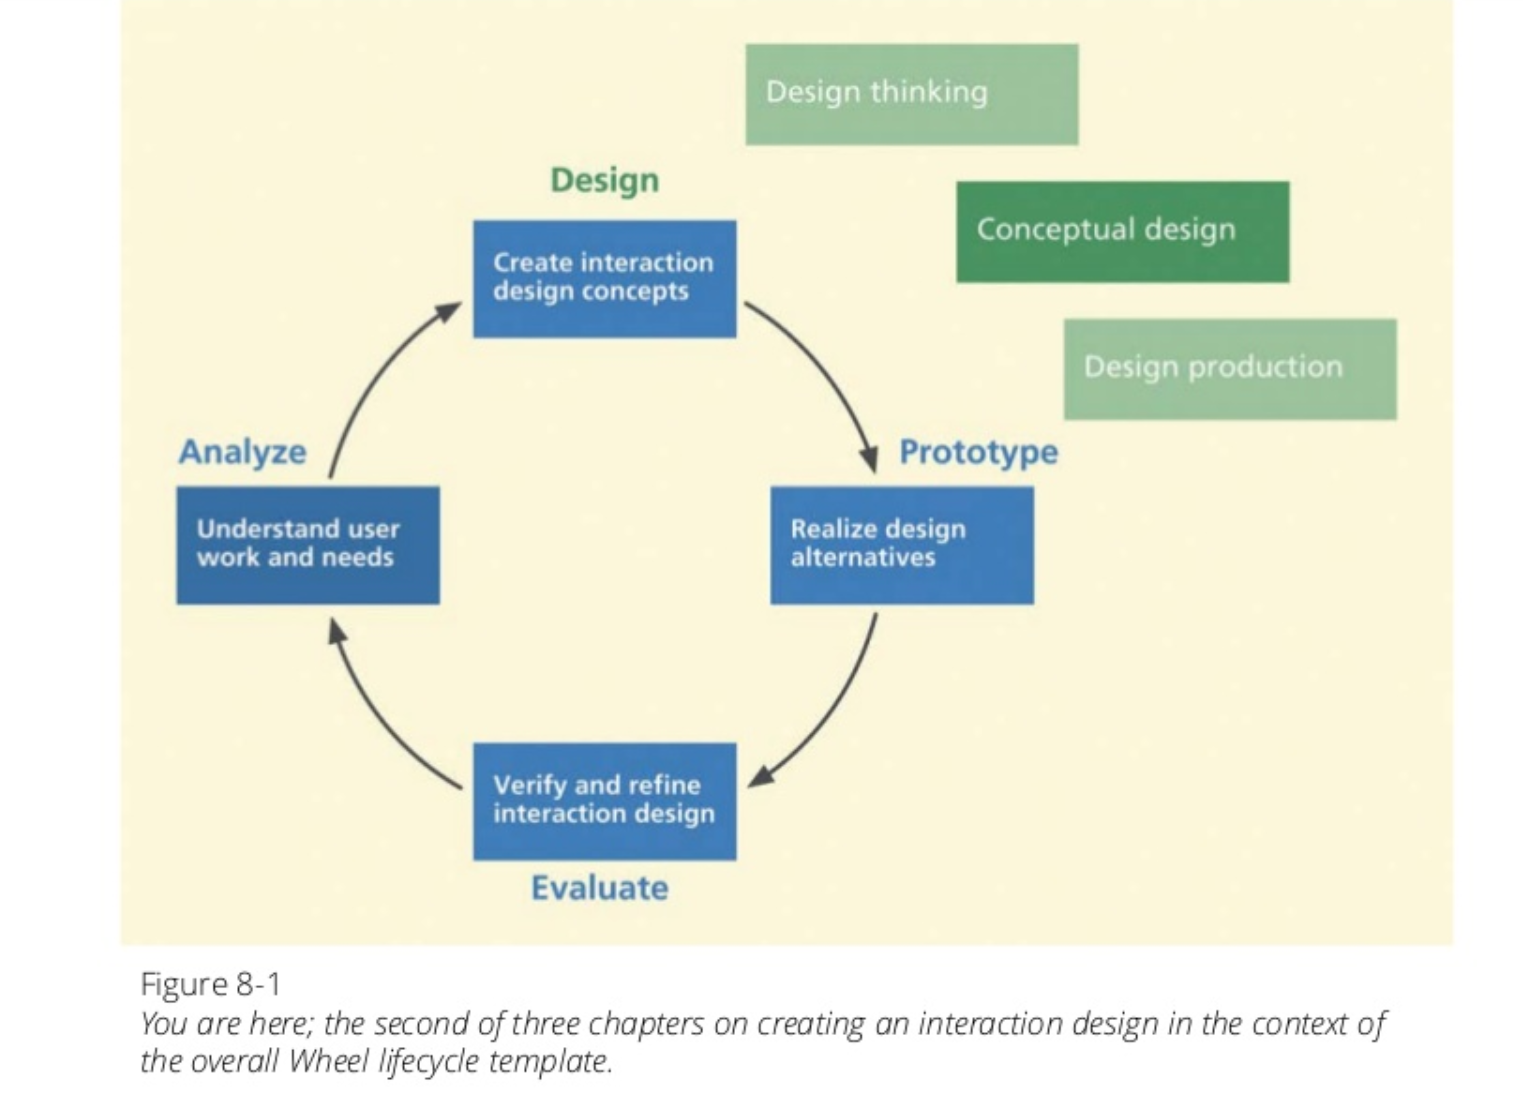 Design thinking
Design
Conceptual design
Create interaction
design concepts
Design production
Analyze
Prototype
Understand user
work and needs
Realize design
alternatives
Verify and refine
interaction design
Evaluate
Figure 8-1
You are here; the second of three chapters on creating an interaction design in the context of
the overall Wheel lifecycle template.